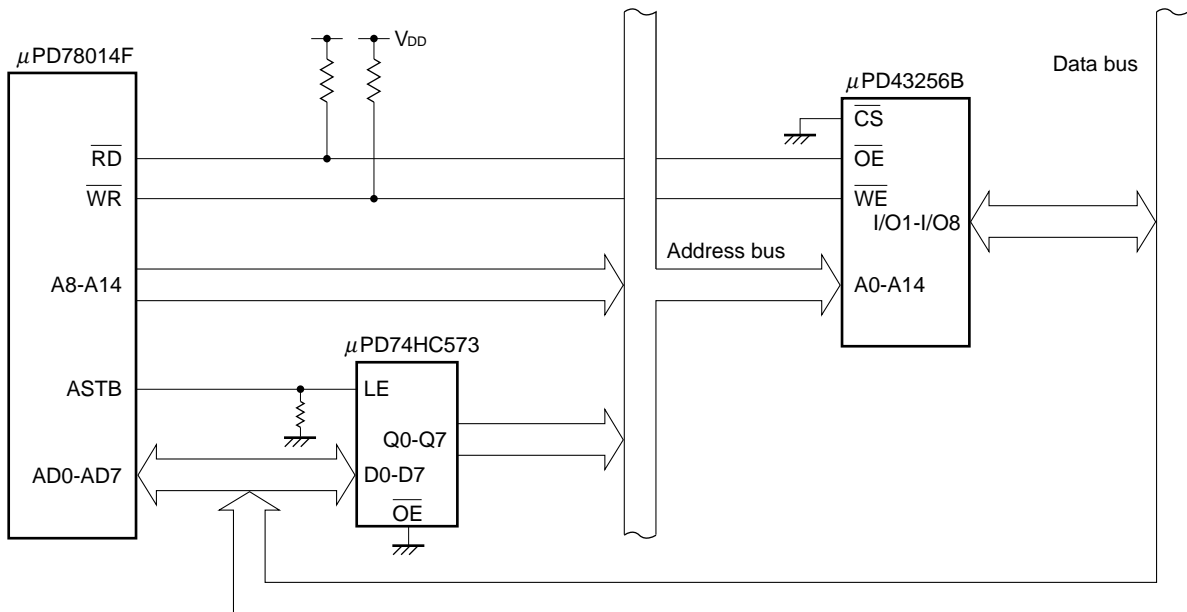 μPD78014F
VDD
Data bus
μPD43256B
CS
RD
OE
WR
WE
I/O1-I/O8
Address bus
A8-A14
A0-A14
μPD74HC573
ASTB
LE
Q0-Q7
AD0-AD7
D0-D7
OE